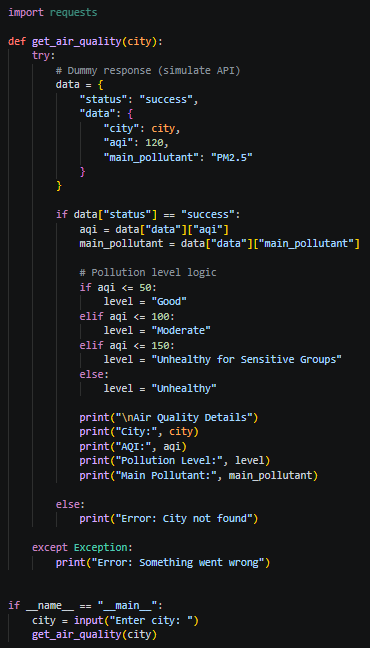 import requests

def get_air_quality(city):
    try:
        # Dummy response (simulate API)
        data = {
            "status": "success",
            "data": {
                "city": city,
                "aqi": 120,
                "main_pollutant": "PM2.5"
            }
        }

        if data["status"] == "success":
            aqi = data["data"]["aqi"]
            main_pollutant = data["data"]["main_pollutant"]

            # Pollution level logic
            if aqi <= 50:
                level = "Good"
            elif aqi <= 100:
                level = "Moderate"
            elif aqi <= 150:
                level = "Unhealthy for Sensitive Groups"
            else:
                level = "Unhealthy"

            print("\nAir Quality Details")
            print("City:", city)
            print("AQI:", aqi)
            print("Pollution Level:", level)
            print("Main Pollutant:", main_pollutant)

        else:
            print("Error: City not found")

    except Exception:
        print("Error: Something went wrong")


if __name__ == "__main__":
    city = input("Enter city: ")
    get_air_quality(city)